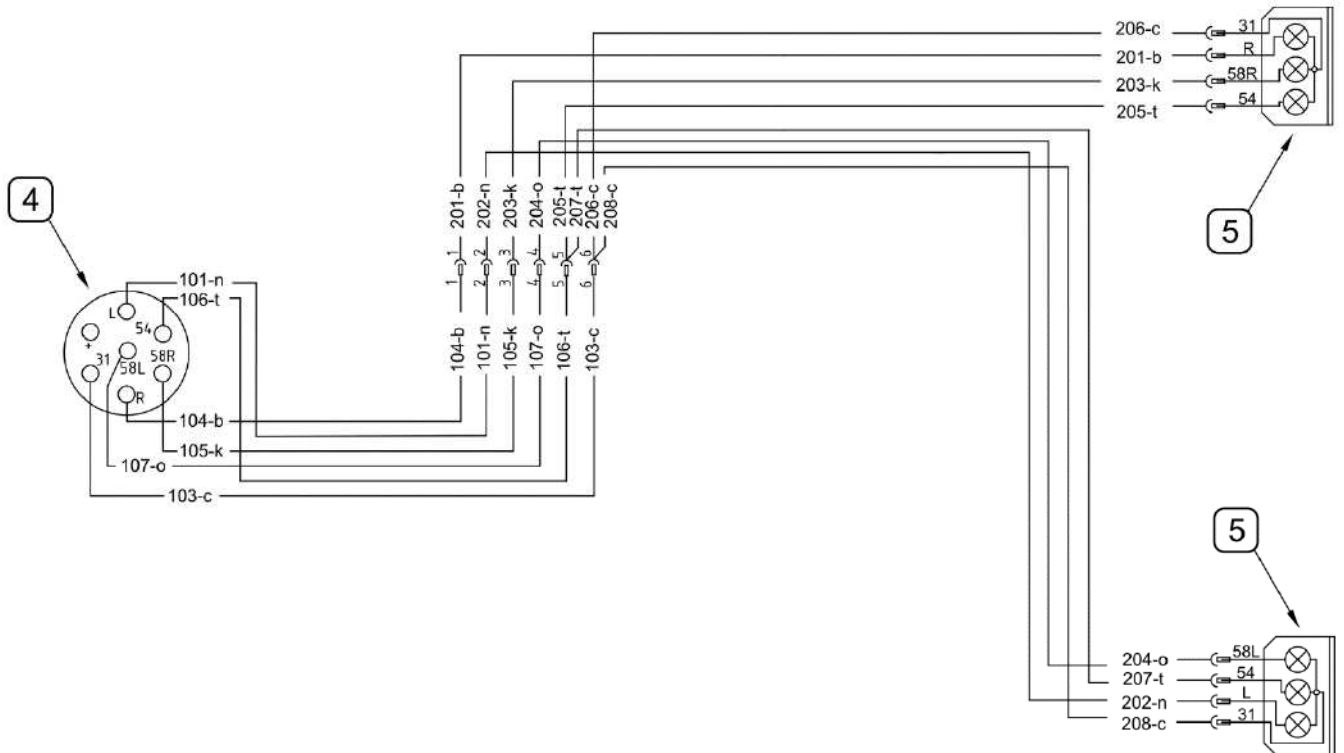 206-c 31
201-b R
203-k 58R
205-t 54
4
5
201-b 202-n 203-k 204-o 205-t 207-t 206-c 208-c
1 2 3 4 5 6
1 2 3 4 5 6
101-n
106-t
L
54
+
31 58L 58R
R
104-b 101-n 105-k 107-o 106-t 103-c
104-b
105-k
107-o
103-c
5
204-o 58L
207-t 54
202-n L
208-c 31